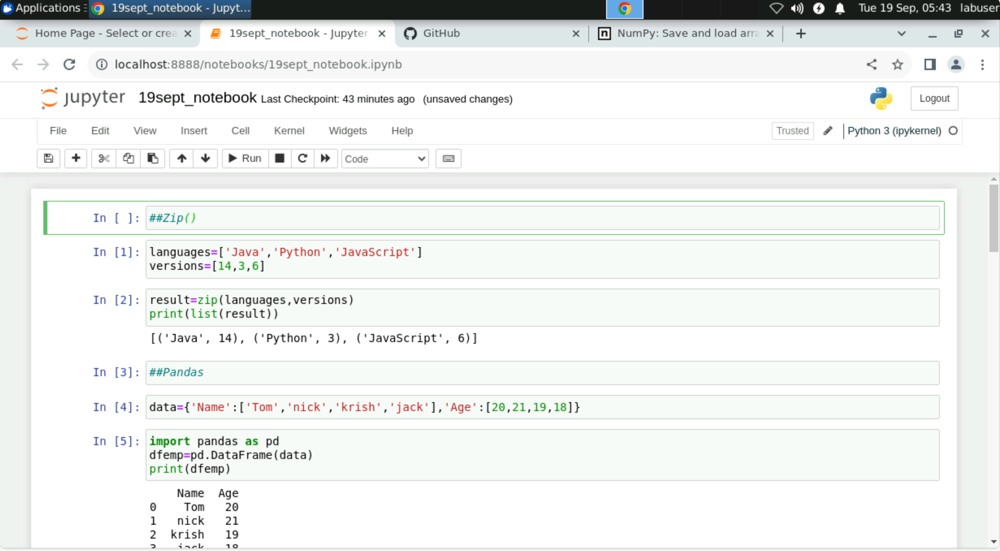 Applications
19sept_notebook - Jupyt...
Tue 19 Sep, 05:43 labuser
Home Page - Select or crea
19sept_notebook - Jupyter
GitHub
NumPy: Save and load arra
localhost:8888/notebooks/19sept_notebook.ipynb
jupyter 19sept_notebook Last Checkpoint: 43 minutes ago (unsaved changes)
Logout
File Edit View Insert Cell Kernel Widgets Help
Trusted
Python 3 (ipykernel)
Run
Code
In [ ]: ##Zip()
In [1]: languages=['Java','Python','JavaScript']
versions=[14,3,6]
In [2]: result=zip(languages,versions)
print(list(result))
[('Java', 14), ('Python', 3), ('JavaScript', 6)]
In [3]: ##Pandas
In [4]: data={'Name':['Tom','nick','krish','jack'],'Age':[20,21,19,18]}
In [5]: import pandas as pd
dfemp=pd.DataFrame(data)
print(dfemp)
Name Age
0 Tom 20
1 nick 21
2 krish 19
3 jack 18